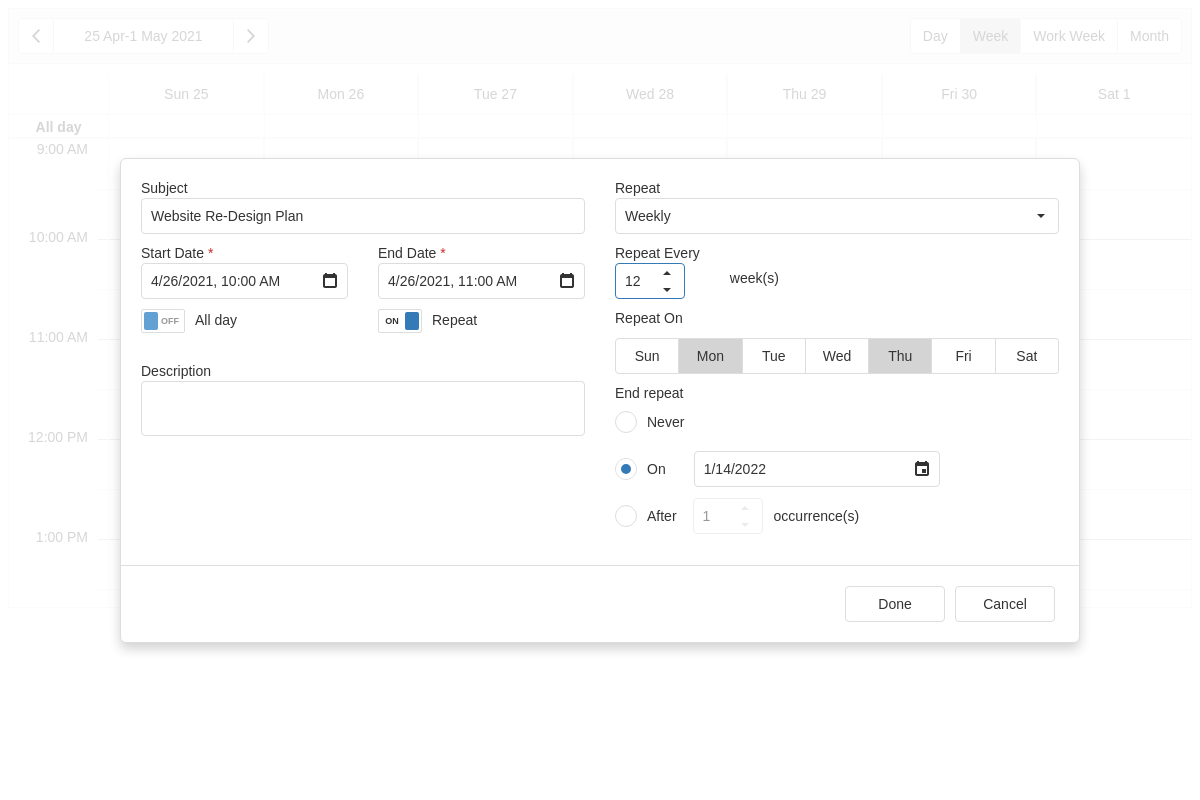 25 Apr-1 May 2021
Day Week Work Week Month
Sun 25 Mon 26 Tue 27 Wed 28 Thu 29 Fri 30 Sat 1
All day
9:00 AM
10:00 AM
11:00 AM
12:00 PM
1:00 PM
Subject
Website Re-Design Plan
Start Date * End Date *
4/26/2021, 10:00 AM 4/26/2021, 11:00 AM
OFF All day ON Repeat
Description
Repeat
Weekly
Repeat Every
12 week(s)
Repeat On
Sun Mon Tue Wed Thu Fri Sat
End repeat
Never
On 1/14/2022
After 1 occurrence(s)
Done Cancel